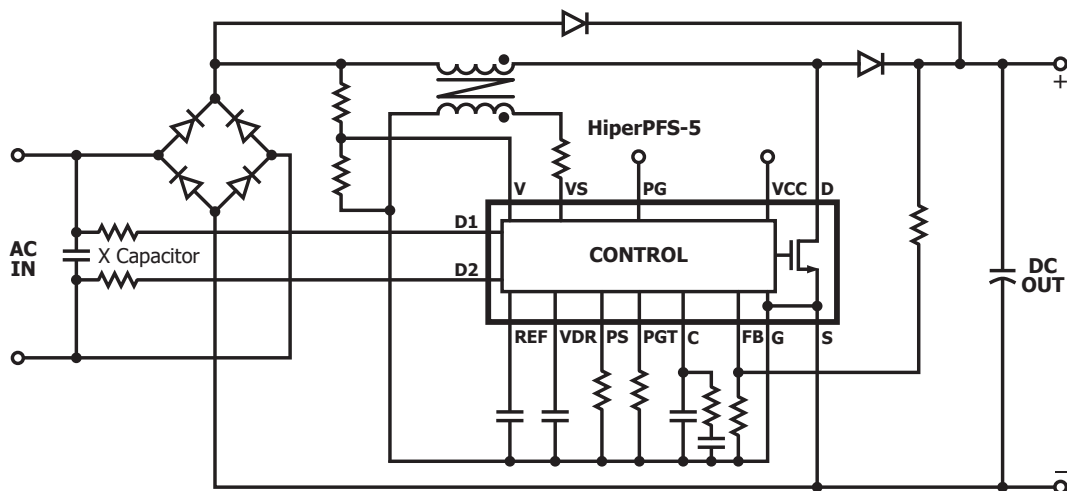 +
HiperPFS-5
V VS PG VCC D
D1
AC
IN
X Capacitor
CONTROL
D2
DC
OUT
REF VDR PS PGT C FB G S
−